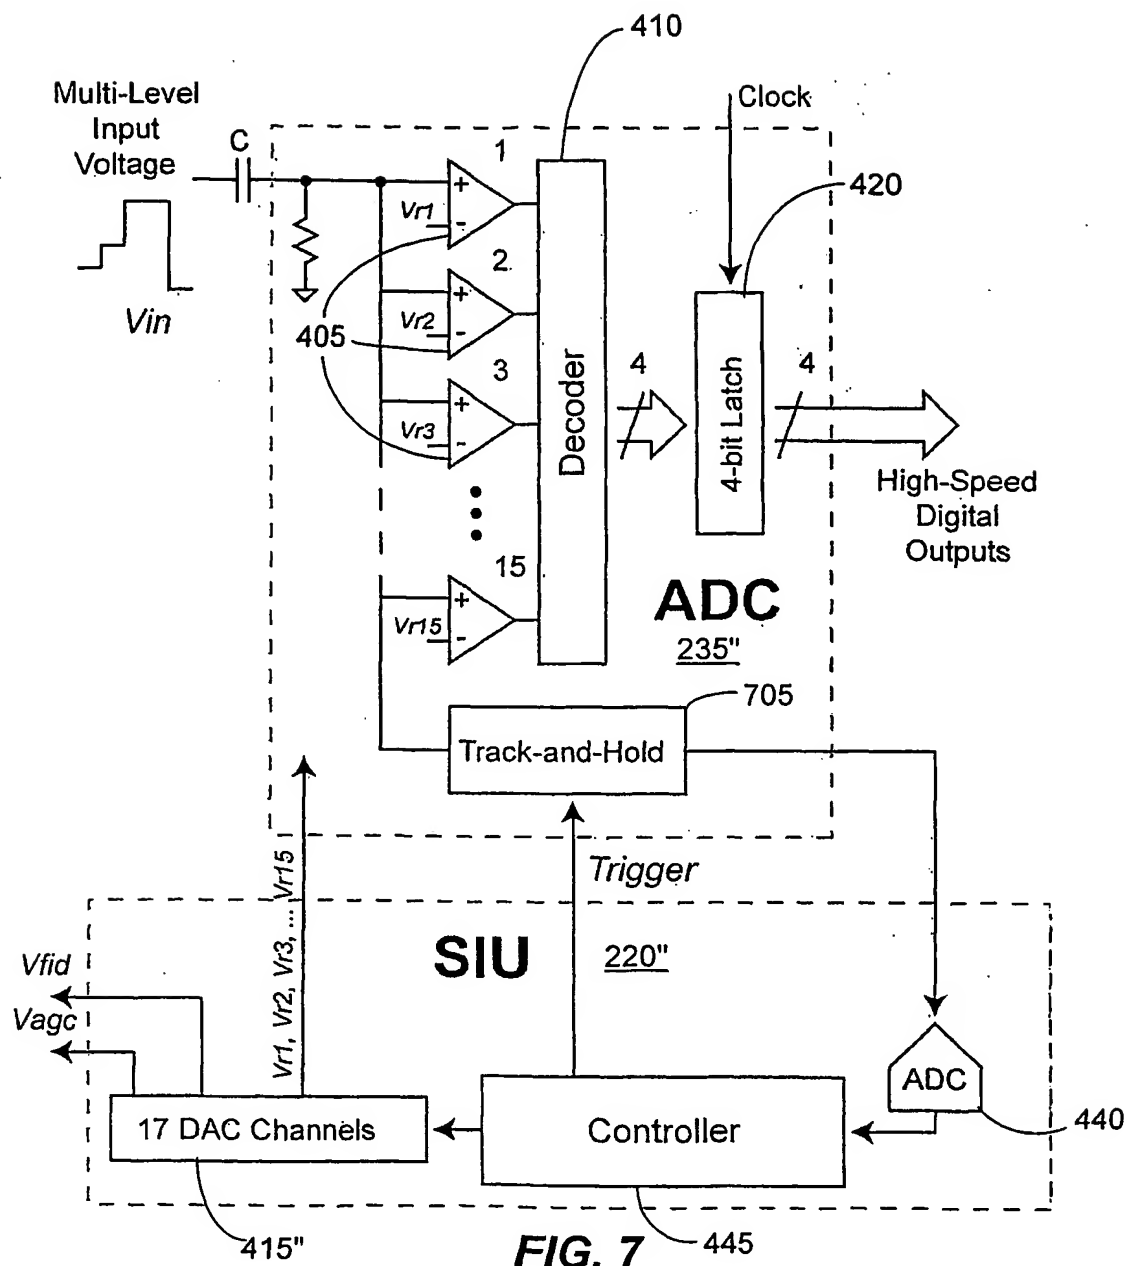 410
Multi-Level
Input
Voltage
C
Clock
1
+
Vr1
-
420
2
+
Vr2
-
Vin
405
3
+
Vr3
-
Decoder
4
4-bit Latch
4
High-Speed
Digital
Outputs
15
+
Vr15
-
ADC
235"
705
Track-and-Hold
Trigger
Vr1, Vr2, Vr3, ... Vr15
SIU
220"
Vfid
Vagc
ADC
440
17 DAC Channels
Controller
415"
445
FIG. 7